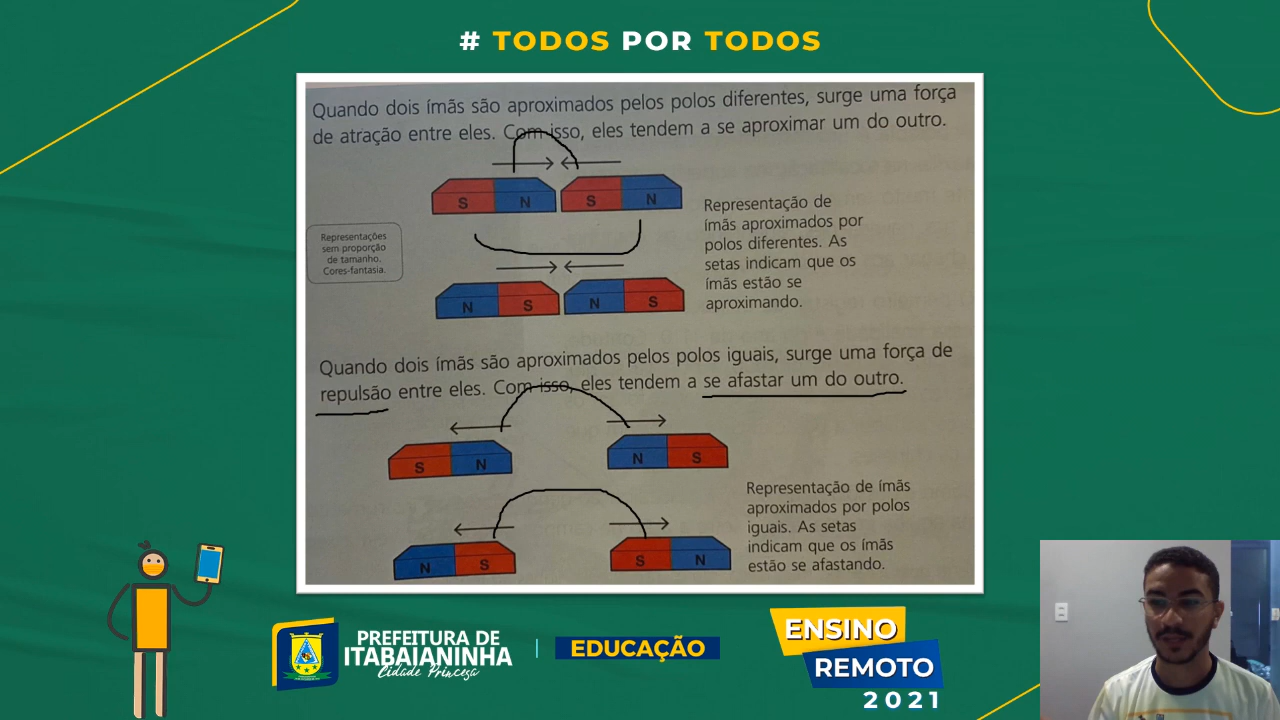 # TODOS POR TODOS
Quando dois ímãs são aproximados pelos polos diferentes, surge uma força
de atração entre eles. Com isso, eles tendem a se aproximar um do outro.
S N S N
Representação de
ímãs aproximados por
polos diferentes. As
setas indicam que os
ímãs estão se
aproximando.
Representações
sem proporção
de tamanho.
Cores-fantasia.
N S N S
Quando dois ímãs são aproximados pelos polos iguais, surge uma força de
repulsão entre eles. Com isso, eles tendem a se afastar um do outro.
S N N S
Representação de ímãs
aproximados por polos
iguais. As setas
indicam que os ímãs
estão se afastando.
N S S N
PREFEITURA DE
ITABAIANINHA
Cidade Princesa
EDUCAÇÃO
ENSINO
REMOTO
2021